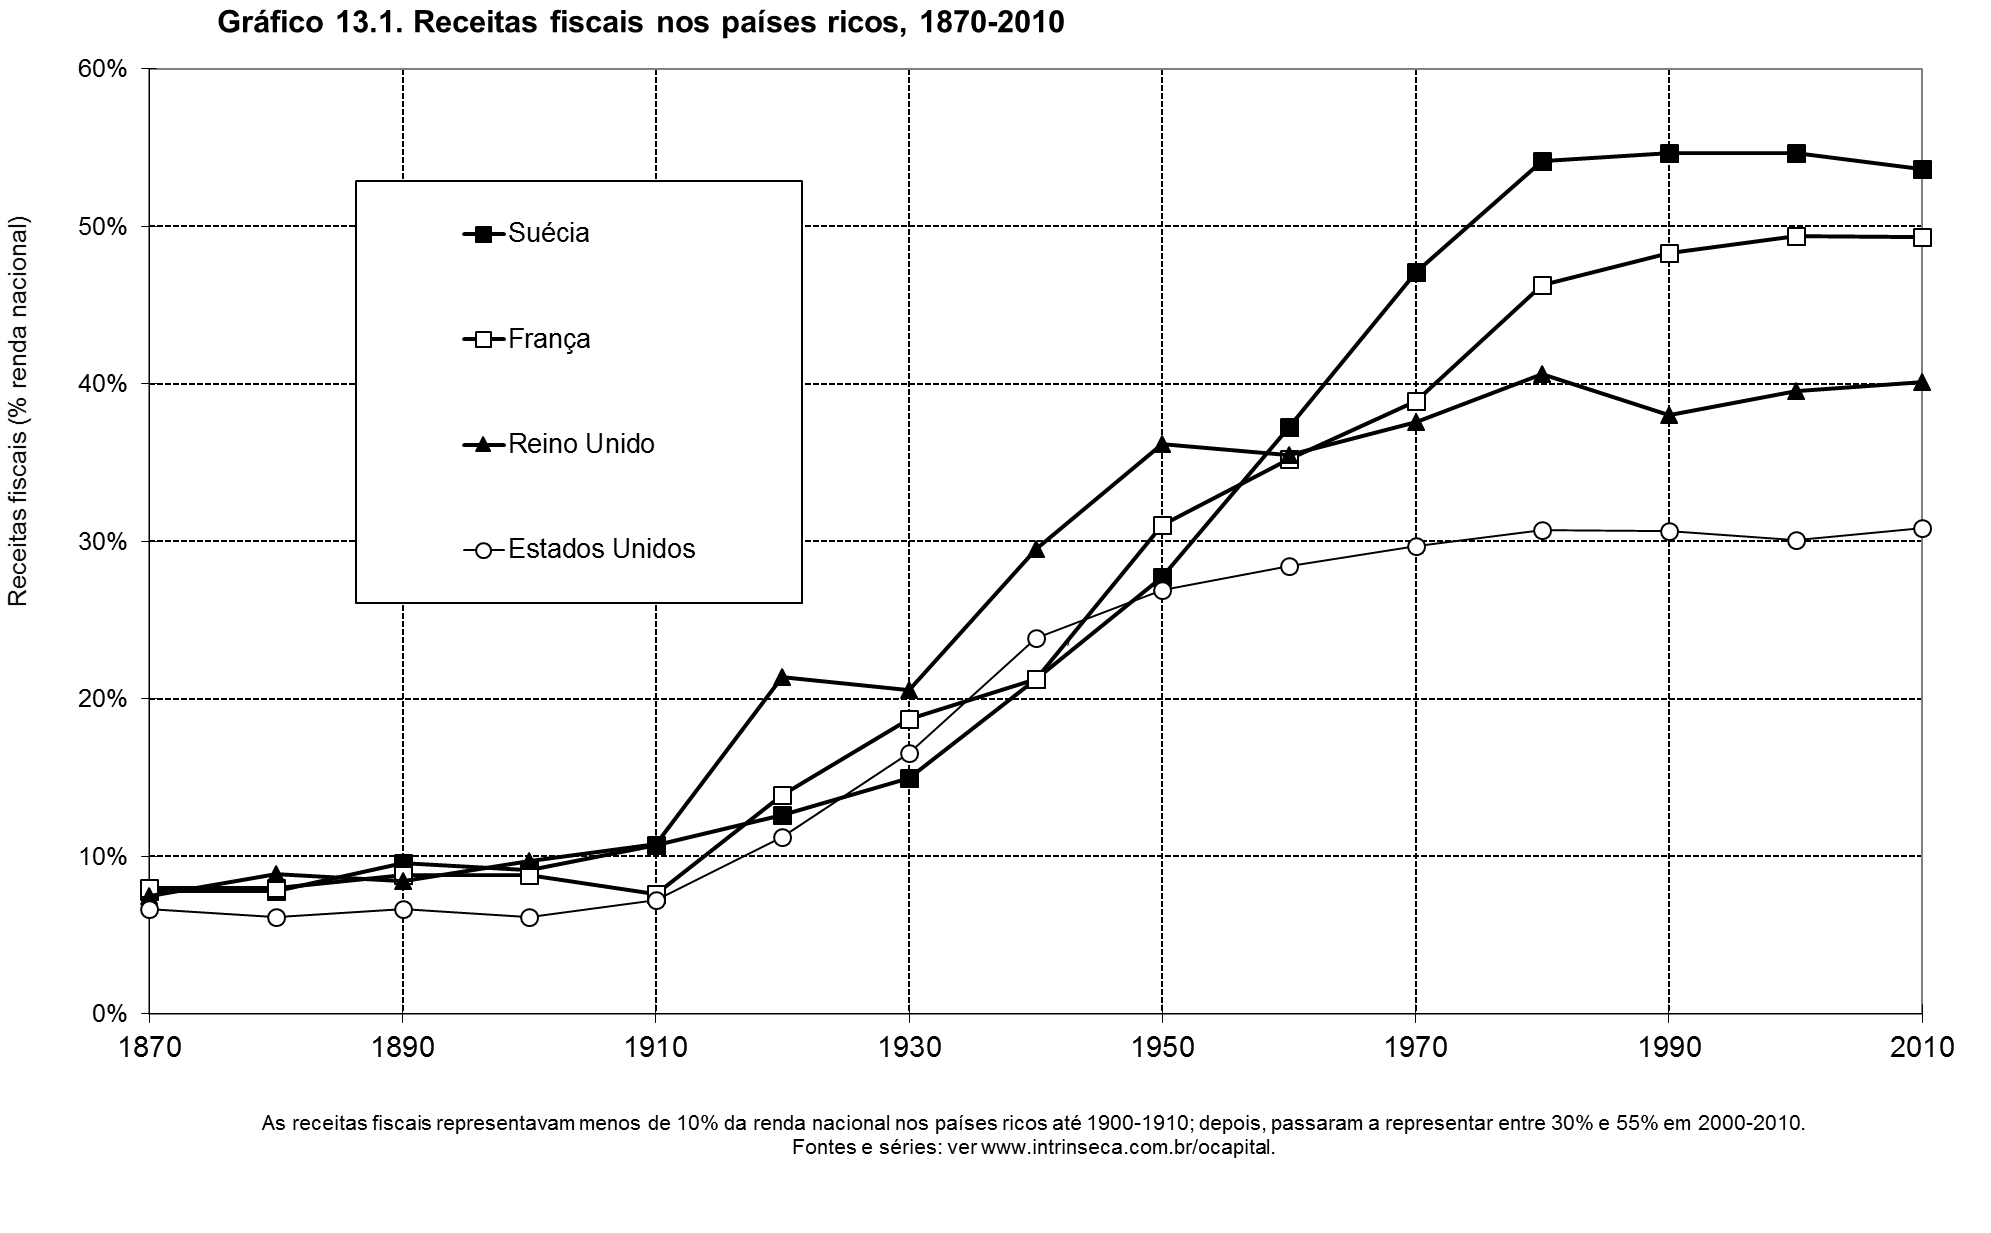 Gráfico 13.1. Receitas fiscais nos países ricos, 1870-2010
60%
50%
40%
30%
20%
10%
0%
Receitas fiscais (% renda nacional)
Suécia
França
Reino Unido
Estados Unidos
1870 1890 1910 1930 1950 1970 1990 2010
As receitas fiscais representavam menos de 10% da renda nacional nos países ricos até 1900-1910; depois, passaram a representar entre 30% e 55% em 2000-2010.
Fontes e séries: ver www.intrinseca.com.br/ocapital.